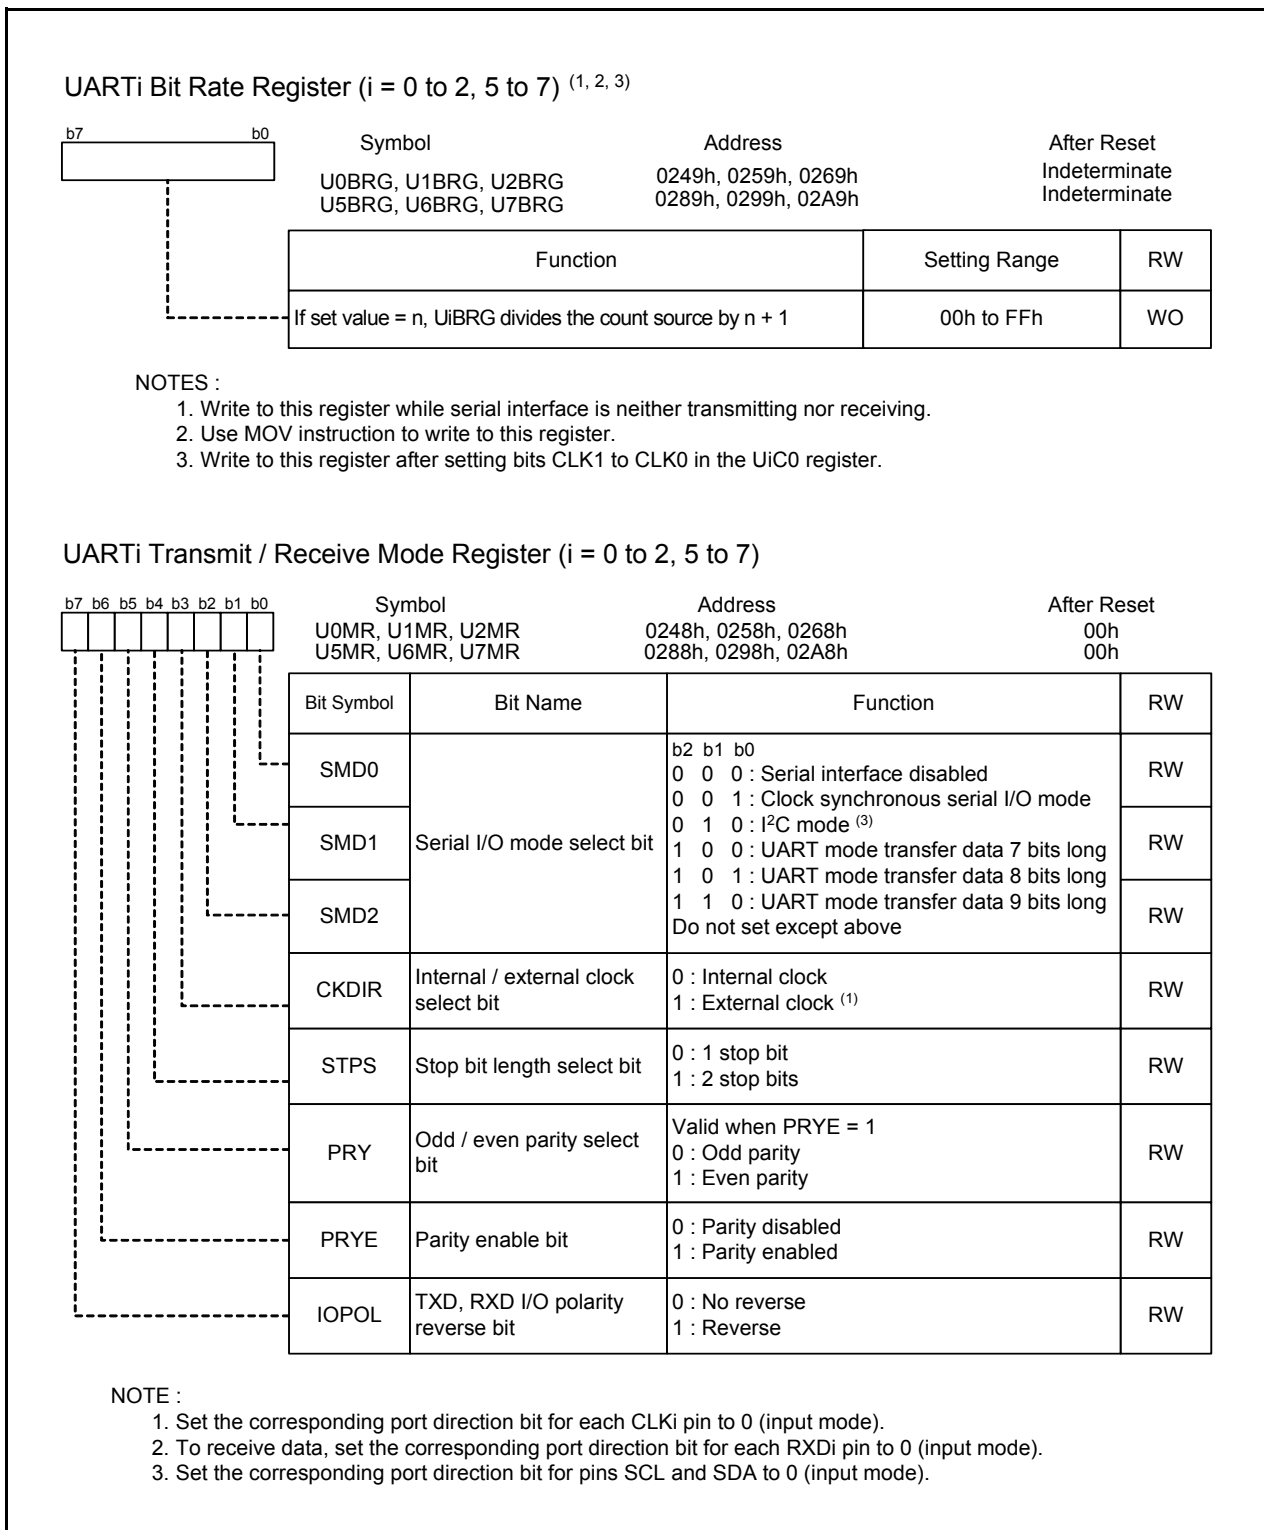 UARTi Bit Rate Register (i = 0 to 2, 5 to 7) (1, 2, 3)
b7 b0
Symbol Address After Reset
U0BRG, U1BRG, U2BRG 0249h, 0259h, 0269h Indeterminate
U5BRG, U6BRG, U7BRG 0289h, 0299h, 02A9h Indeterminate
Function Setting Range RW
If set value = n, UiBRG divides the count source by n + 1 00h to FFh WO
NOTES :
1. Write to this register while serial interface is neither transmitting nor receiving.
2. Use MOV instruction to write to this register.
3. Write to this register after setting bits CLK1 to CLK0 in the UiC0 register.
UARTi Transmit / Receive Mode Register (i = 0 to 2, 5 to 7)
b7 b6 b5 b4 b3 b2 b1 b0
Symbol Address After Reset
U0MR, U1MR, U2MR 0248h, 0258h, 0268h 00h
U5MR, U6MR, U7MR 0288h, 0298h, 02A8h 00h
Bit Symbol Bit Name Function RW
SMD0 RW
SMD1 Serial I/O mode select bit RW
SMD2 RW
b2 b1 b0
0 0 0 : Serial interface disabled
0 0 1 : Clock synchronous serial I/O mode
0 1 0 : I²C mode (3)
1 0 0 : UART mode transfer data 7 bits long
1 0 1 : UART mode transfer data 8 bits long
1 1 0 : UART mode transfer data 9 bits long
Do not set except above
CKDIR
Internal / external clock
select bit
0 : Internal clock
1 : External clock (1)
RW
STPS
Stop bit length select bit
0 : 1 stop bit
1 : 2 stop bits
RW
PRY
Odd / even parity select
bit
Valid when PRYE = 1
0 : Odd parity
1 : Even parity
RW
PRYE
Parity enable bit
0 : Parity disabled
1 : Parity enabled
RW
IOPOL
TXD, RXD I/O polarity
reverse bit
0 : No reverse
1 : Reverse
RW
NOTE :
1. Set the corresponding port direction bit for each CLKi pin to 0 (input mode).
2. To receive data, set the corresponding port direction bit for each RXDi pin to 0 (input mode).
3. Set the corresponding port direction bit for pins SCL and SDA to 0 (input mode).